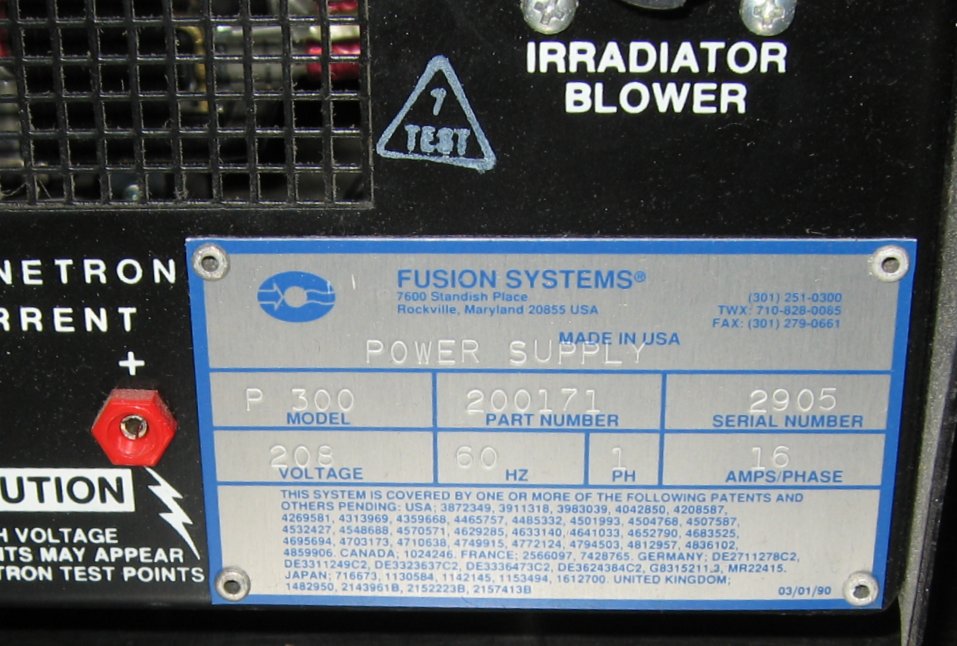 IRRADIATOR
BLOWER
TEST
NETRON
RRENT
+
UTION
VOLTAGE
MAY APPEAR
TRON TEST POINTS
FUSION SYSTEMS®
7600 Standish Place
Rockville, Maryland 20855 USA
(301) 251-0300
TWX: 710-828-0085
FAX: (301) 279-0661
MADE IN USA
POWER SUPPLY
P 300
MODEL
200171
PART NUMBER
2905
SERIAL NUMBER
208
VOLTAGE
60
HZ
1
PH
16
AMPS/PHASE
THIS SYSTEM IS COVERED BY ONE OR MORE OF THE FOLLOWING PATENTS AND
OTHERS PENDING: USA; 3872349, 3911318, 3983039, 4042850, 4208587,
4269581, 4313969, 4359668, 4465757, 4485332, 4501993, 4504768, 4507587,
4532427, 4548688, 4570571, 4629285, 4633140, 4641033, 4652790, 4683525,
4695694, 4703173, 4710638, 4749915, 4772124, 4794503, 4812957, 4836102,
4859906. CANADA; 1024246. FRANCE; 2566097, 7428765. GERMANY; DE2711278C2,
DE3311249C2, DE3323637C2, DE3336473C2, DE3624384C2, G8315211.3, MR22415.
JAPAN; 716673, 1130584, 1142145, 1153494, 1612700. UNITED KINGDOM;
1482950, 2143961B, 2152223B, 2157413B
03/01/90